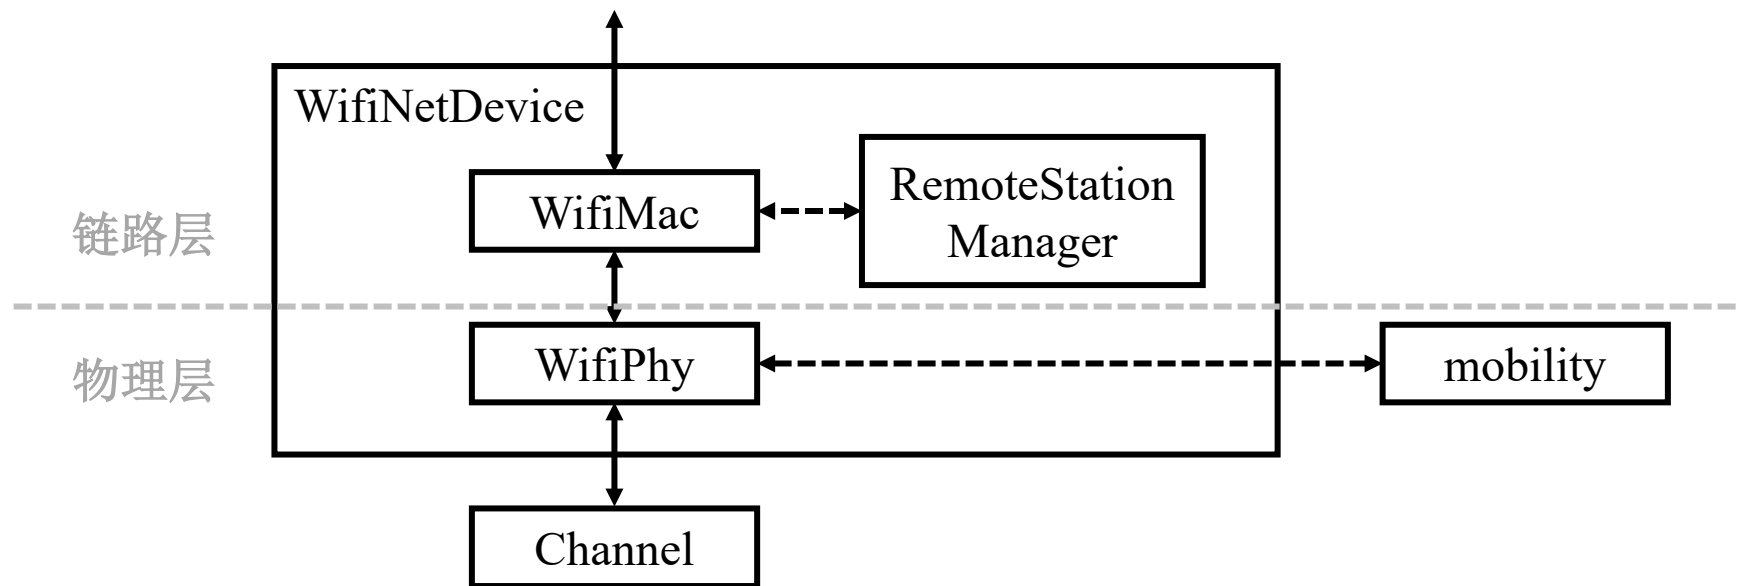 WifiNetDevice
WifiMac
RemoteStation
Manager
链路层
物理层
WifiPhy
mobility
Channel